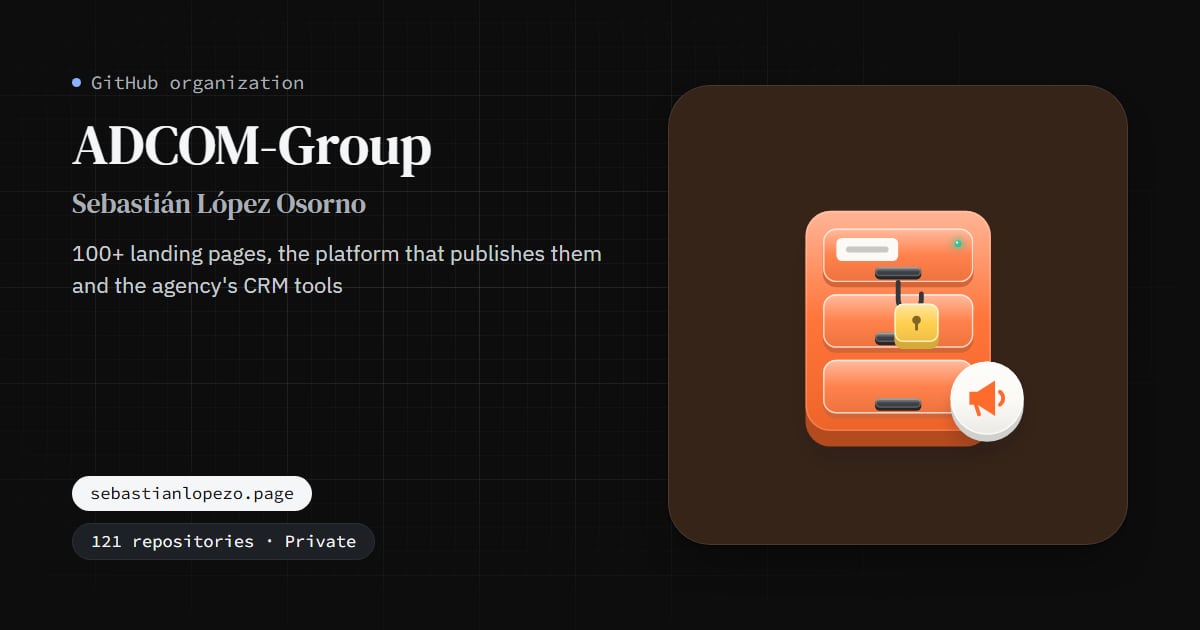 GitHub organization
ADCOM-Group
Sebastián López Osorno
100+ landing pages, the platform that publishes them
and the agency's CRM tools
sebastianlopezo.page
121 repositories · Private